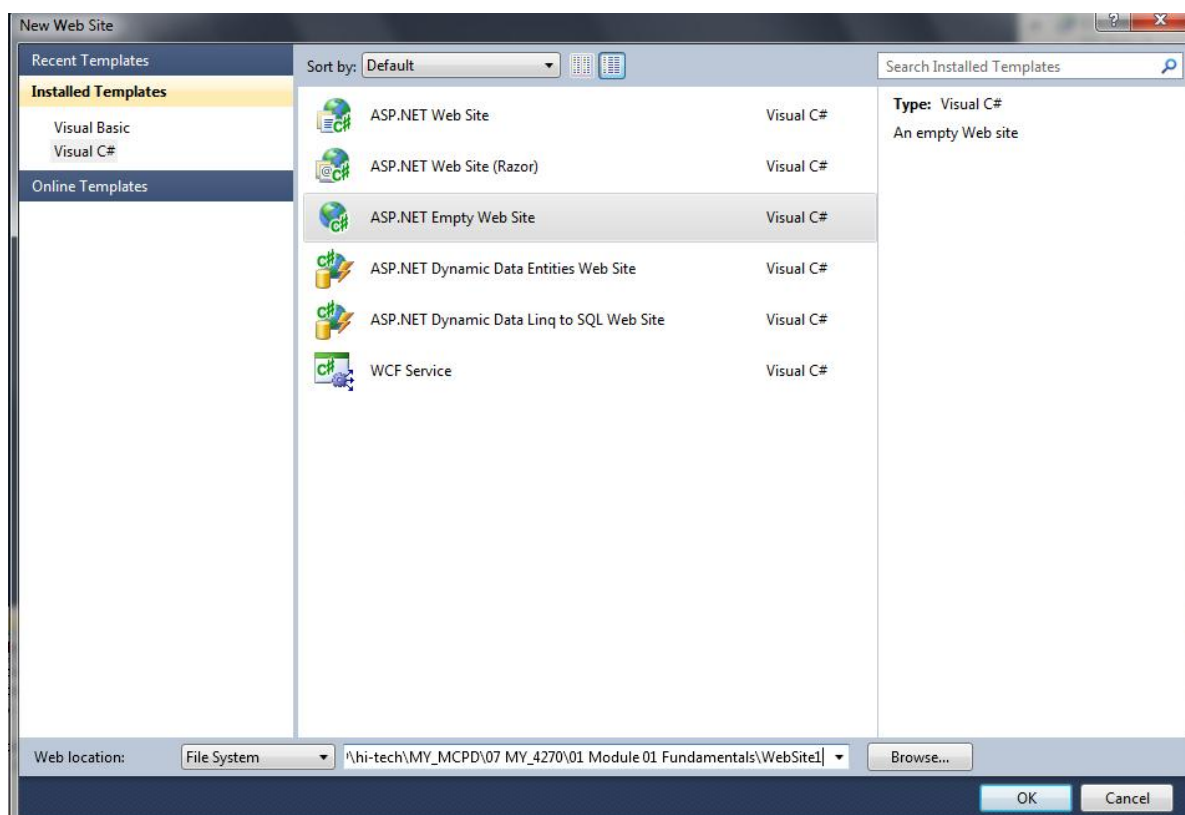 New Web Site
Recent Templates
Installed Templates
Visual Basic
Visual C#
Online Templates
Sort by: Default
ASP.NET Web Site Visual C#
ASP.NET Web Site (Razor) Visual C#
ASP.NET Empty Web Site Visual C#
ASP.NET Dynamic Data Entities Web Site Visual C#
ASP.NET Dynamic Data Linq to SQL Web Site Visual C#
WCF Service Visual C#
Search Installed Templates
Type: Visual C#
An empty Web site
Web location: File System \hi-tech\MY_MCPD\07 MY_4270\01 Module 01 Fundamentals\WebSite1 Browse...
OK Cancel